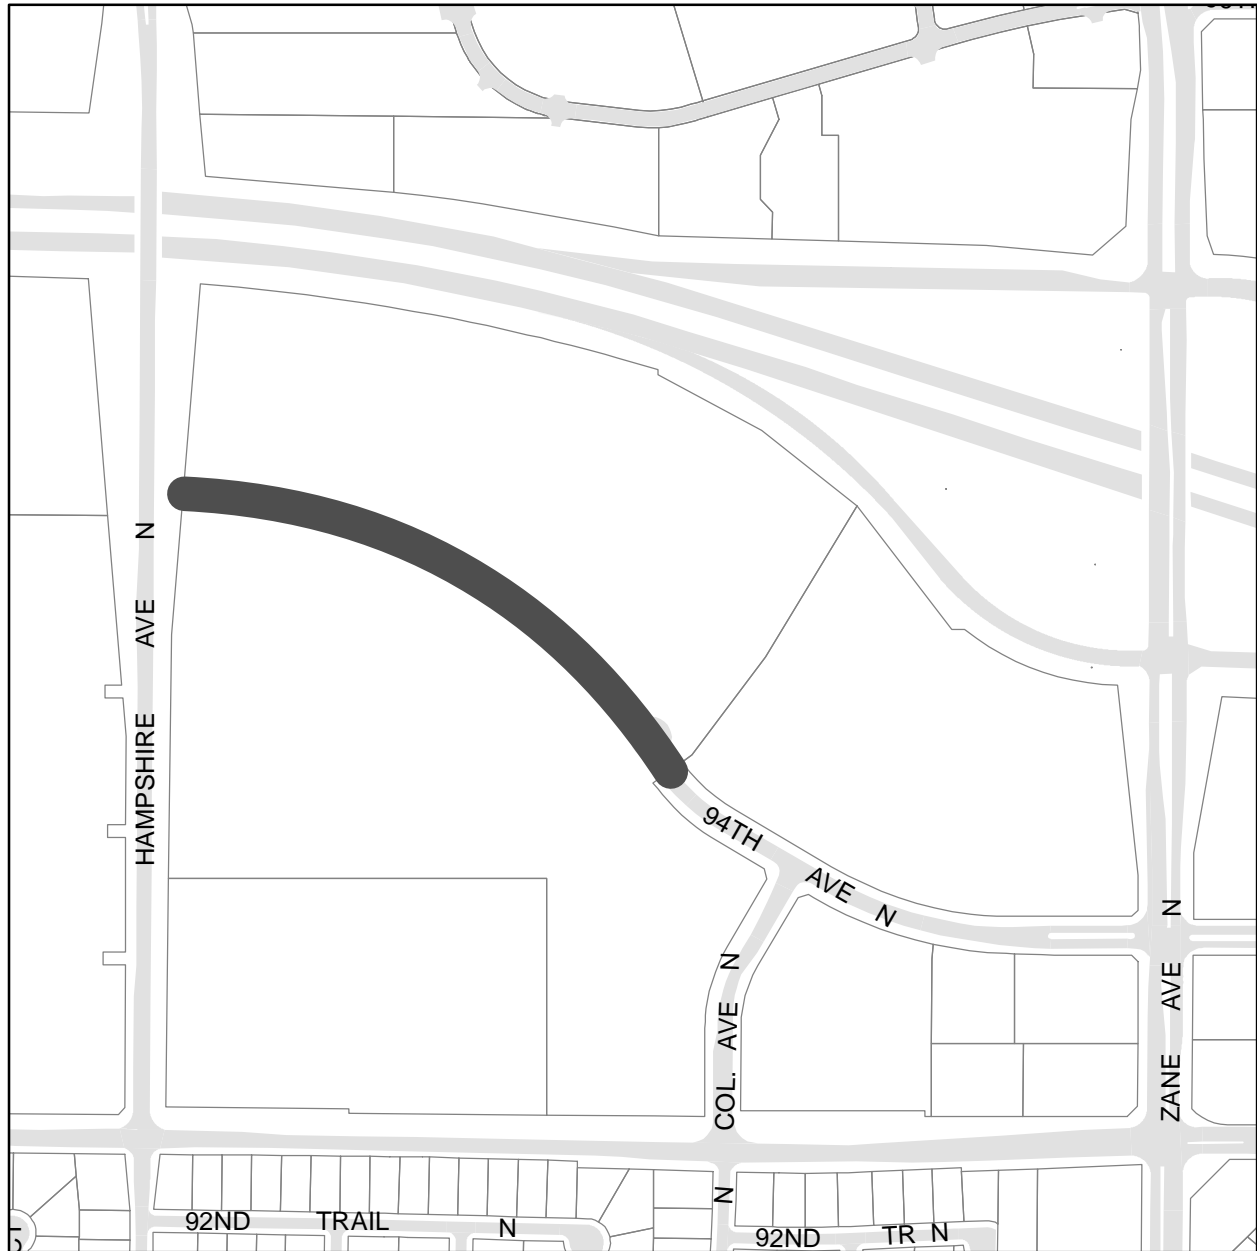 HAMPSHIRE AVE N
94TH AVE N
COL. AVE N
ZANE AVE N
N
92ND TRAIL N
92ND TR N